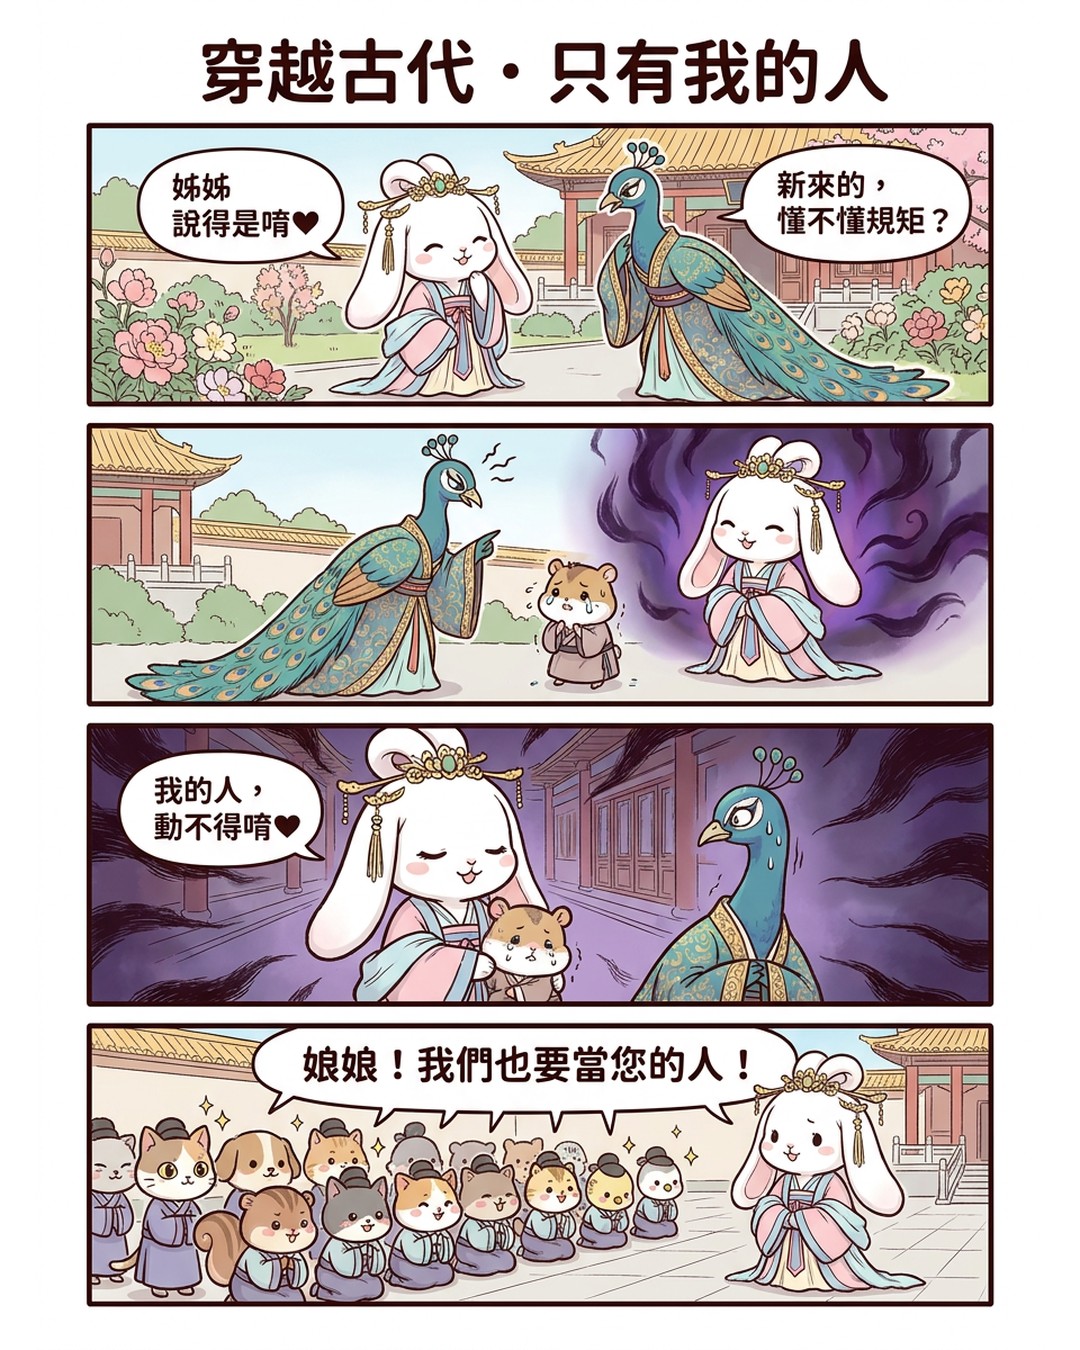 穿越古代・只有我的人
姊姊
說得是唷♥
新來的，
懂不懂規矩？
我的人，
動不得唷♥
娘娘！我們也要當您的人！